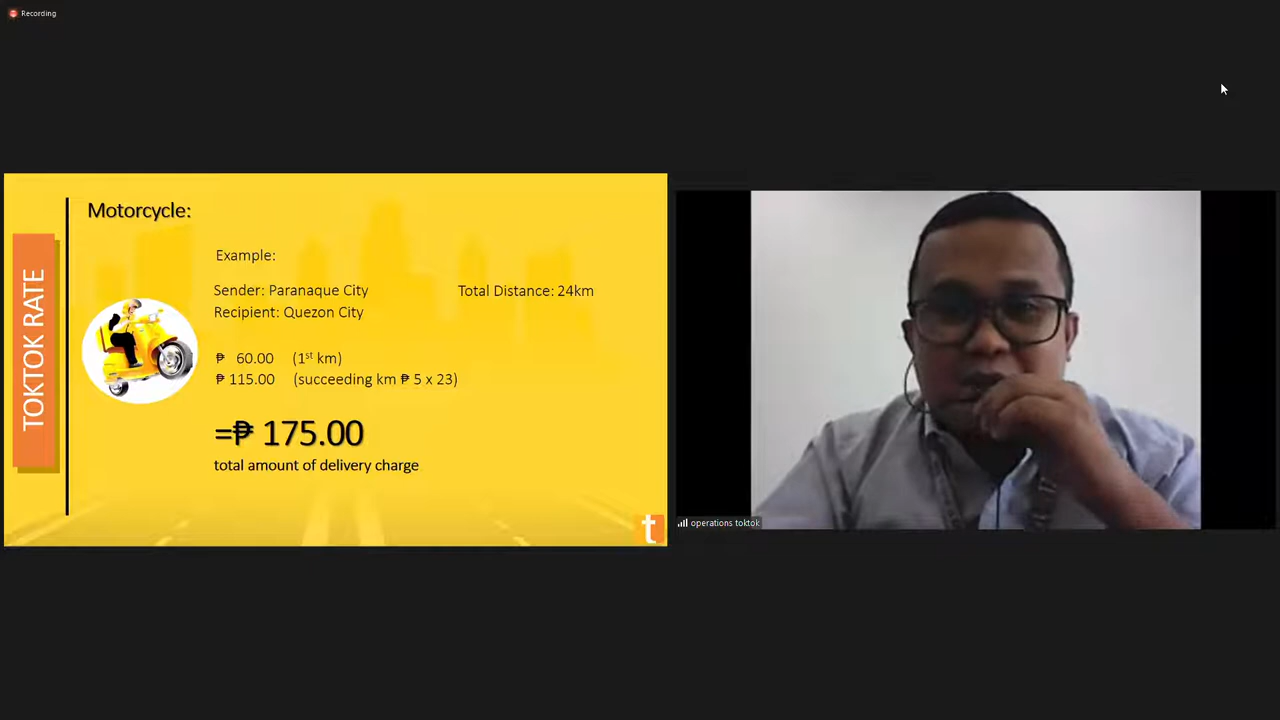 Recording
TOKTOK RATE
Motorcycle:
Example:
Sender: Paranaque City
Total Distance: 24km
Recipient: Quezon City
₱ 60.00 (1st km)
₱ 115.00 (succeeding km ₱ 5 x 23)
=₱ 175.00
total amount of delivery charge
t
operations toktok